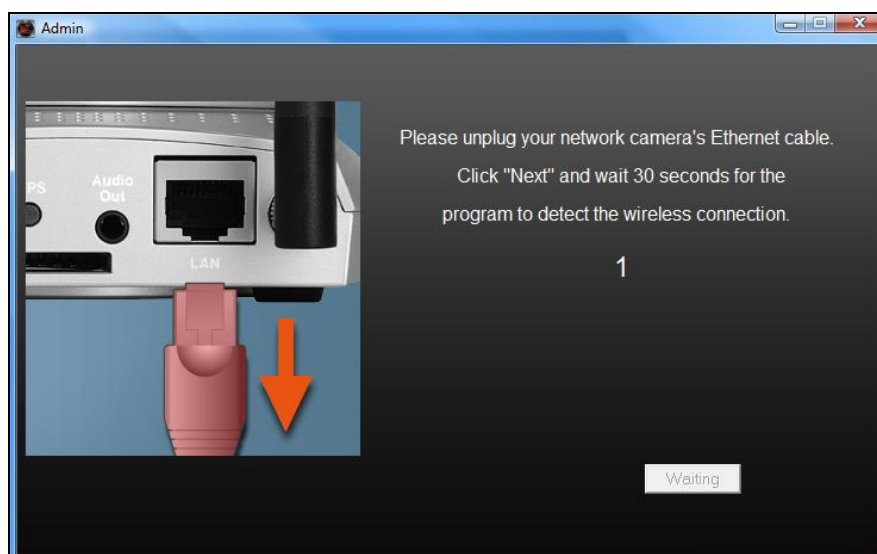 Admin
PS
Audio
Out
LAN
Please unplug your network camera's Ethernet cable.
Click "Next" and wait 30 seconds for the
program to detect the wireless connection.
1
Waiting